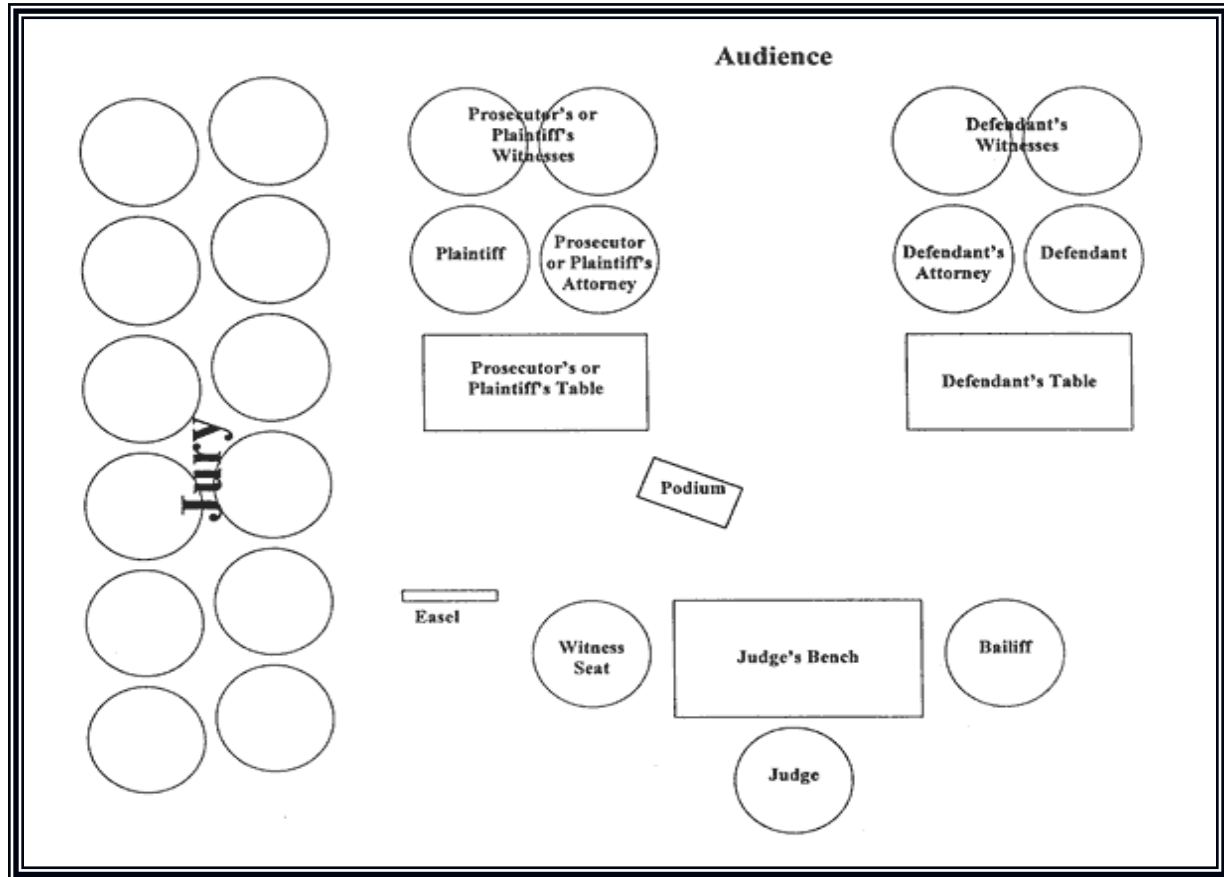 Audience
Prosecutor's or
Plaintiff's
Witnesses
Defendant's
Witnesses
Plaintiff
Prosecutor
or Plaintiff's
Attorney
Defendant's
Attorney
Defendant
Prosecutor's or
Plaintiff's Table
Defendant's Table
Jury
Podium
Easel
Witness
Seat
Judge's Bench
Bailiff
Judge